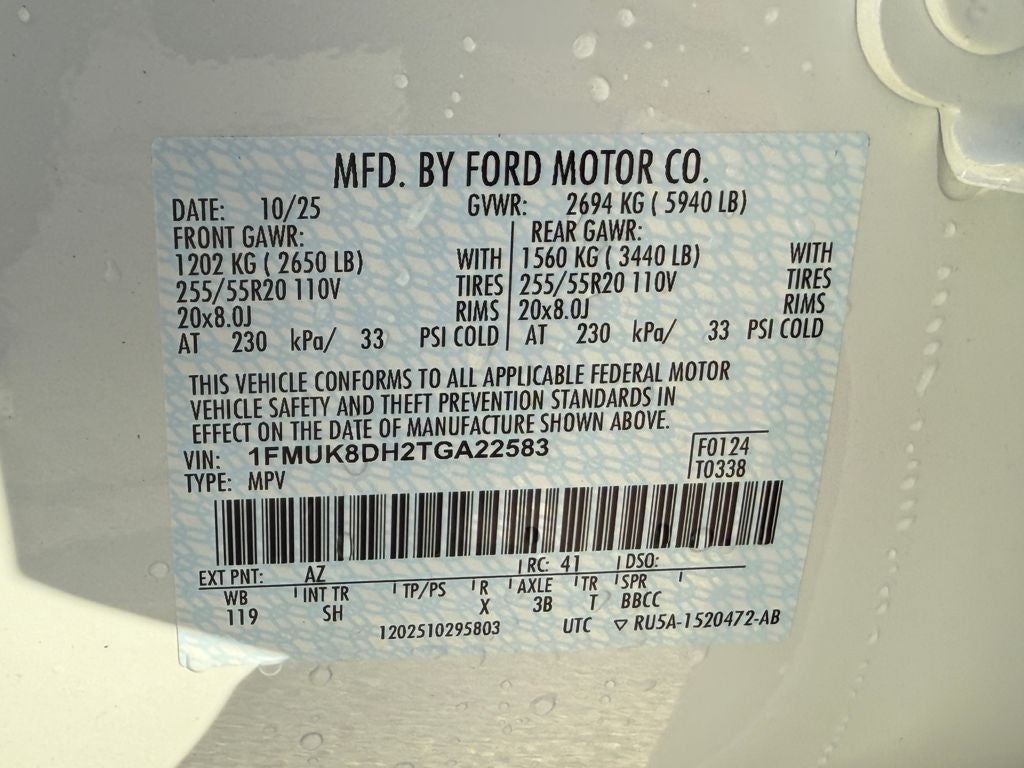 MFD. BY FORD MOTOR CO.
DATE: 10/25 GVWR: 2694 KG ( 5940 LB)
FRONT GAWR: REAR GAWR:
1202 KG ( 2650 LB) WITH 1560 KG ( 3440 LB) WITH
255/55R20 110V TIRES 255/55R20 110V TIRES
20x8.0J RIMS 20x8.0J RIMS
AT 230 kPa/ 33 PSI COLD AT 230 kPa/ 33 PSI COLD
THIS VEHICLE CONFORMS TO ALL APPLICABLE FEDERAL MOTOR
VEHICLE SAFETY AND THEFT PREVENTION STANDARDS IN
EFFECT ON THE DATE OF MANUFACTURE SHOWN ABOVE.
VIN: 1FMUK8DH2TGA22583 F0124
TYPE: MPV T0338
EXT PNT: AZ RC: 41 DSO:
WB INT TR TP/PS R AXLE TR SPR
119 SH X 3B T BBCC
1202510295803 UTC ▽ RU5A-1520472-AB